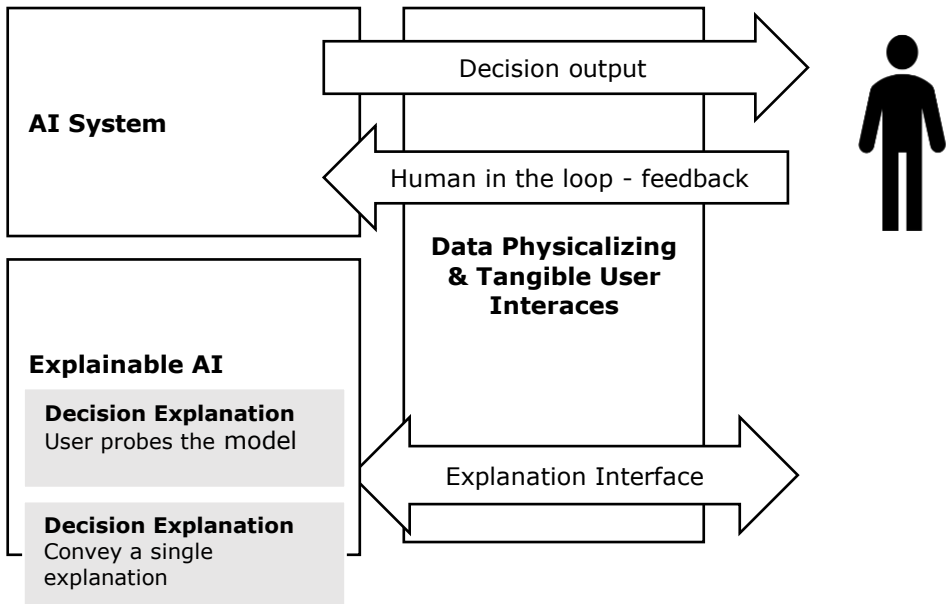 Decision output
AI System
Human in the loop - feedback
Data Physicalizing
& Tangible User
Interaces
Explainable AI
Decision Explanation
User probes the model
Explanation Interface
Decision Explanation
Convey a single
explanation